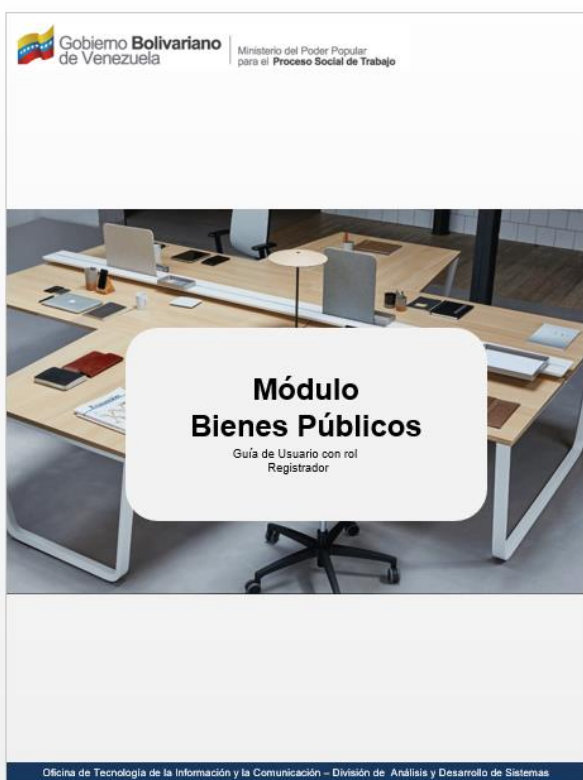 Gobierno Bolivariano
de Venezuela
Ministerio del Poder Popular
para el Proceso Social de Trabajo
Módulo
Bienes Públicos
Guía de Usuario con rol
Registrador
Oficina de Tecnología de la Información y la Comunicación – División de Análisis y Desarrollo de Sistemas